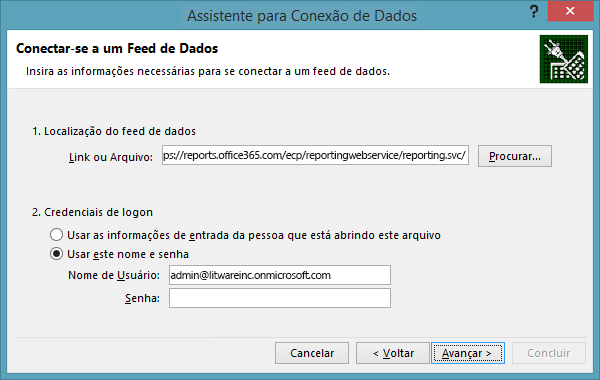 Assistente para Conexão de Dados
?
Conectar-se a um Feed de Dados
Insira as informações necessárias para se conectar a um feed de dados.
1. Localização do feed de dados
Link ou Arquivo: ps://reports.office365.com/ecp/reportingwebservice/reporting.svc/ Procurar...
2. Credenciais de logon
Usar as informações de entrada da pessoa que está abrindo este arquivo
Usar este nome e senha
Nome de Usuário: admin@litwareinc.onmicrosoft.com
Senha:
Cancelar < Voltar Avançar > Concluir